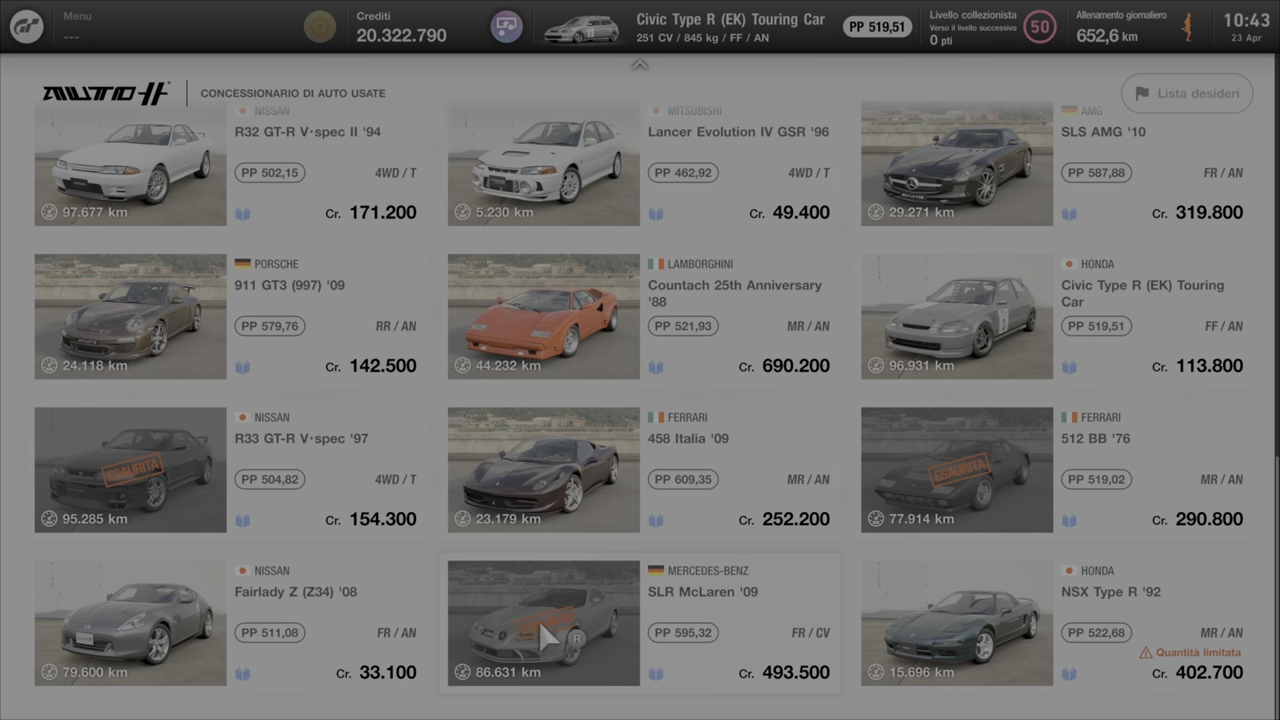 Menu
---
Crediti
20.322.790
Civic Type R (EK) Touring Car
251 CV / 845 kg / FF / AN
PP 519,51
Livello collezionista
Verso il livello successivo
0 pti
50
Allenamento giornaliero
652,6 km
10:43
23 Apr
AUTO
CONCESSIONARIO DI AUTO USATE
Lista desideri
NISSAN
R32 GT-R V·spec II '94
PP 502,15
4WD / T
97.677 km
Cr. 171.200
MITSUBISHI
Lancer Evolution IV GSR '96
PP 462,92
4WD / T
5.230 km
Cr. 49.400
AMG
SLS AMG '10
PP 587,88
FR / AN
29.271 km
Cr. 319.800
PORSCHE
911 GT3 (997) '09
PP 579,76
RR / AN
24.118 km
Cr. 142.500
LAMBORGHINI
Countach 25th Anniversary
'88
PP 521,93
MR / AN
44.232 km
Cr. 690.200
HONDA
Civic Type R (EK) Touring
Car
PP 519,51
FF / AN
3
96.931 km
Cr. 113.800
NISSAN
R33 GT-R V·spec '97
ESAURITA
PP 504,82
4WD / T
95.285 km
Cr. 154.300
FERRARI
458 Italia '09
PP 609,35
MR / AN
23.179 km
Cr. 252.200
FERRARI
512 BB '76
ESAURITA
PP 519,02
MR / AN
77.914 km
Cr. 290.800
NISSAN
Fairlady Z (Z34) '08
PP 511,08
FR / AN
79.600 km
Cr. 33.100
MERCEDES-BENZ
SLR McLaren '09
R
PP 595,32
FR / CV
86.631 km
Cr. 493.500
HONDA
NSX Type R '92
PP 522,68
MR / AN
Quantità limitata
15.696 km
Cr. 402.700